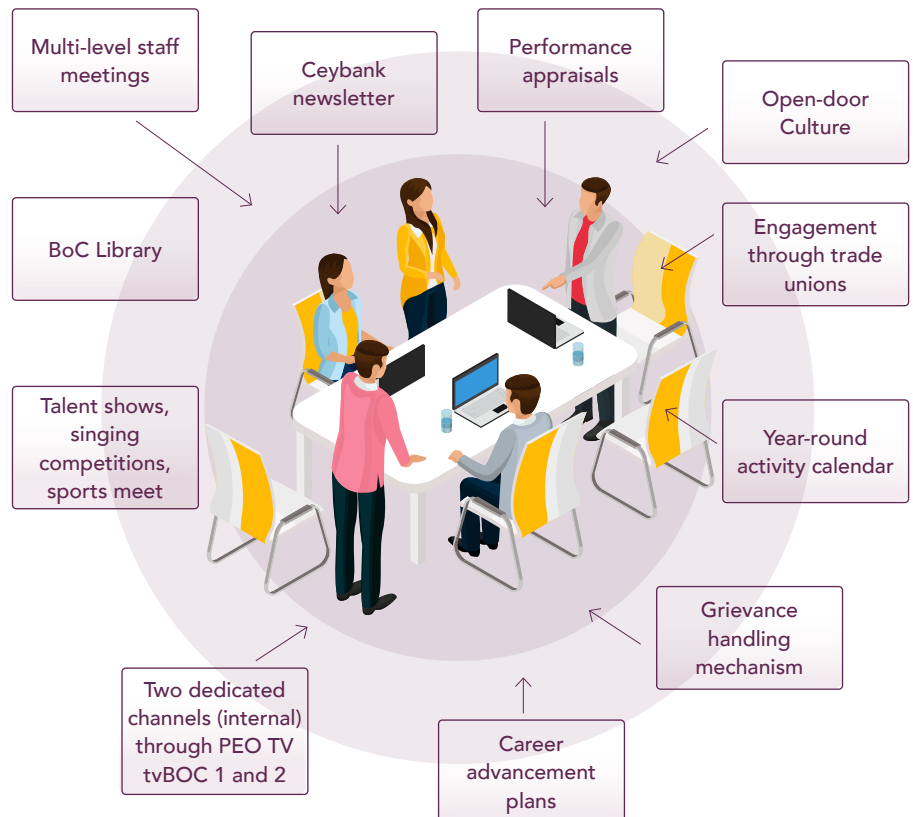 Multi-level staff
meetings
Ceybank
newsletter
Performance
appraisals
Open-door
Culture
BoC Library
Engagement
through trade
unions
Talent shows,
singing
competitions,
sports meet
Year-round
activity calendar
Grievance
handling
mechanism
Two dedicated
channels (internal)
through PEO TV
tvBOC 1 and 2
Career
advancement
plans